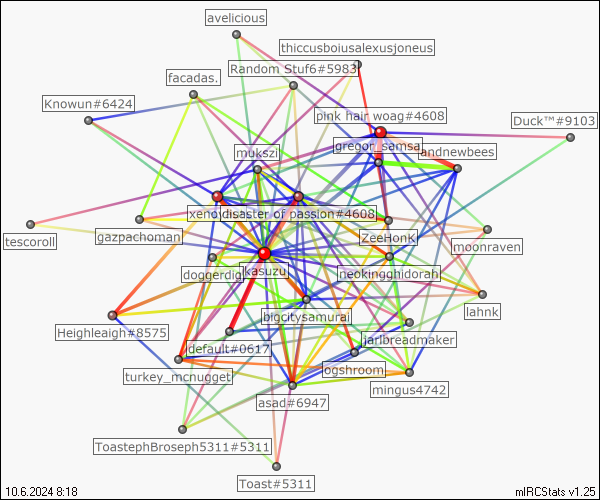 avelicious
thiccusboiusalexusjoneus
Random Stuf6#5983
facadas.
Knowun#6424
pink hair woag#4608
Duck™#9103
gregor_samsa_
andnewbees
mukszi
xeno
disaster of passion#4608
gazpachoman
ZeeHonk
tescoroll
moonraven
doggerdig
kasuzu
neokingghidorah
lahnk
bigcitysamurai
Heighleaigh#8575
jarlbreadmaker
default#0617
ogshroom
turkey_mcnugget
mingus4742
asad#6947
ToastephBroseph5311#5311
Toast#5311
10.6.2024 8:18
mIRCStats v1.25